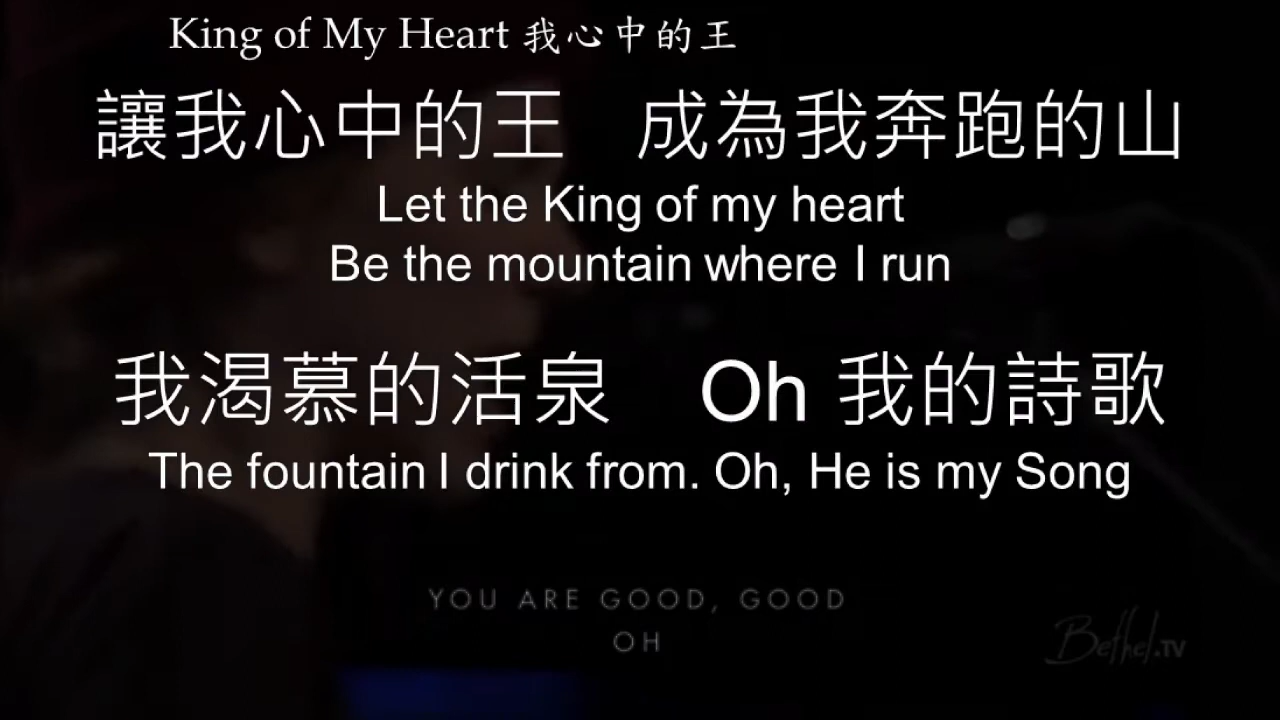 King of My Heart 我心中的王
讓我心中的王 成為我奔跑的山
Let the King of my heart
Be the mountain where I run
我渴慕的活泉 Oh 我的詩歌
The fountain I drink from. Oh, He is my Song
YOU ARE GOOD, GOOD
OH
Bethel.TV